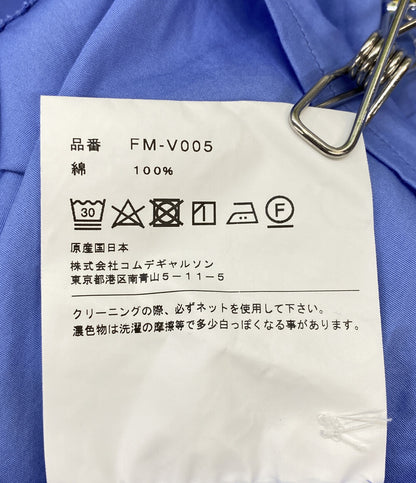 品番 FM-V005
綿 100%
30 F
原産国日本
株式会社コムデギャルソン
東京都港区南青山5-11-5
クリーニングの際、必ずネットを使用して下さい。
濃色物は洗濯の摩擦等で多少白っぽくなる事があります。